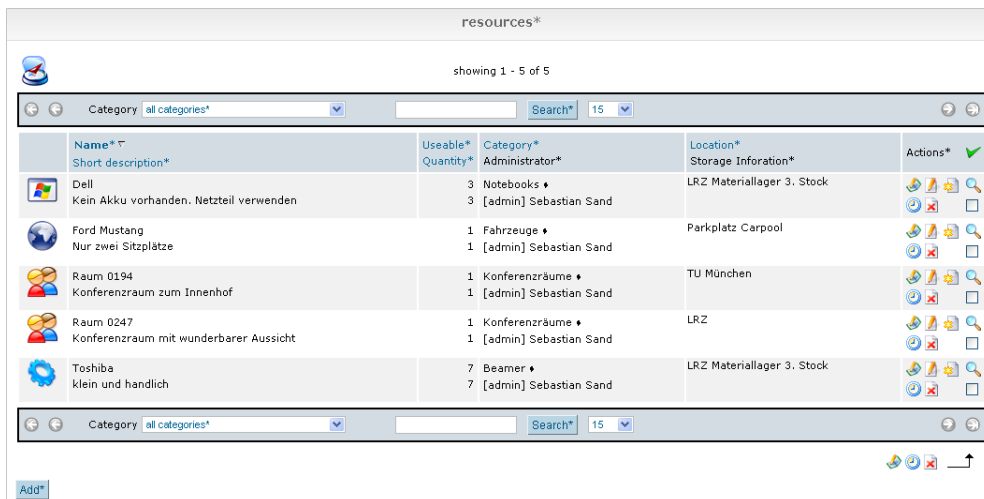 resources*
showing 1 - 5 of 5
Category all categories* Search* 15
Name* Useable* Category* Location* Actions*
Short description* Quantity* Administrator* Storage Inforation*
Dell 3 Notebooks LRZ Materiallager 3. Stock
Kein Akku vorhanden. Netzteil verwenden 3 [admin] Sebastian Sand
Ford Mustang 1 Fahrzeuge Parkplatz Carpool
Nur zwei Sitzplätze 1 [admin] Sebastian Sand
Raum 0194 1 Konferenzräume TU München
Konferenzraum zum Innenhof 1 [admin] Sebastian Sand
Raum 0247 1 Konferenzräume LRZ
Konferenzraum mit wunderbarer Aussicht 1 [admin] Sebastian Sand
Toshiba 7 Beamer LRZ Materiallager 3. Stock
klein und handlich 7 [admin] Sebastian Sand
Category all categories* Search* 15
Add*